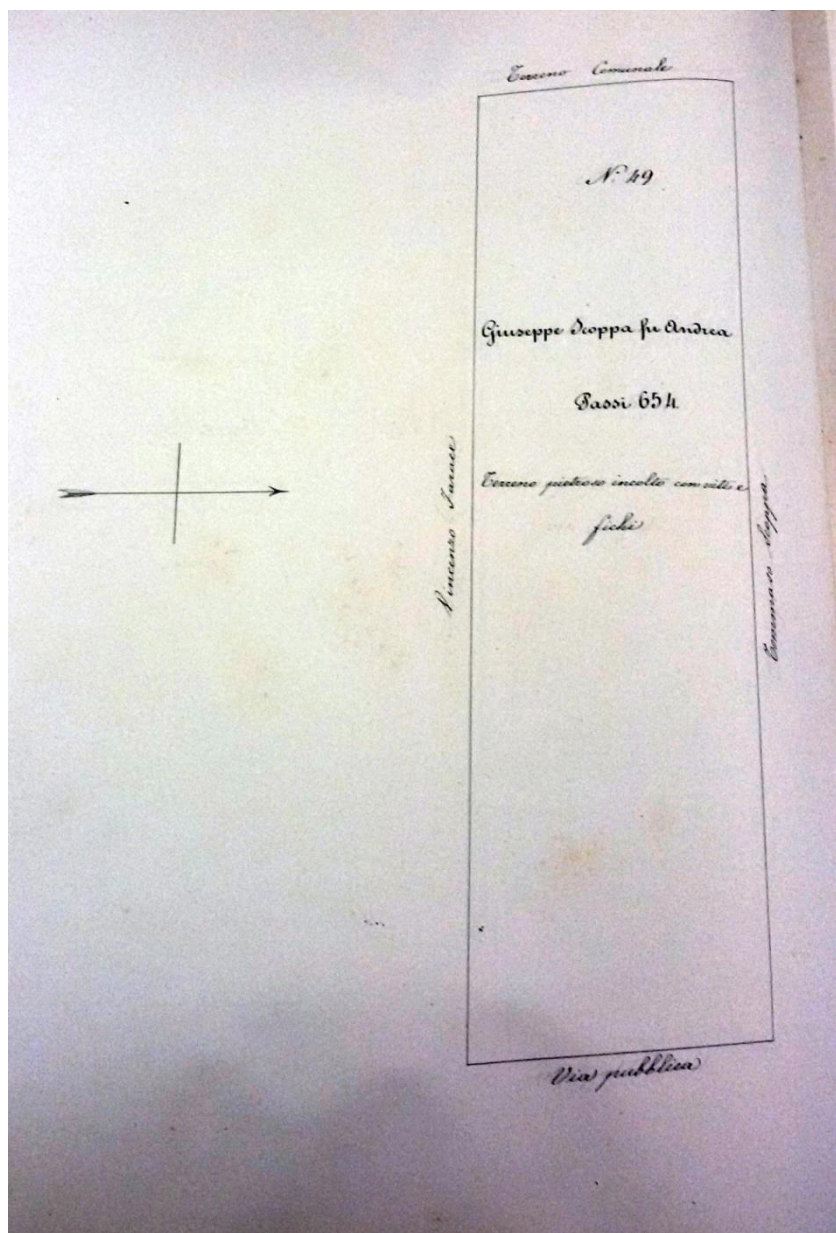 Terreno Comunale
N.º 49
Giuseppe Scoppa fu Andrea
Passi 654
Terreno pietroso incolto con viti e
fichi
Vincenzo
Tommaso Scoppa
Via pubblica